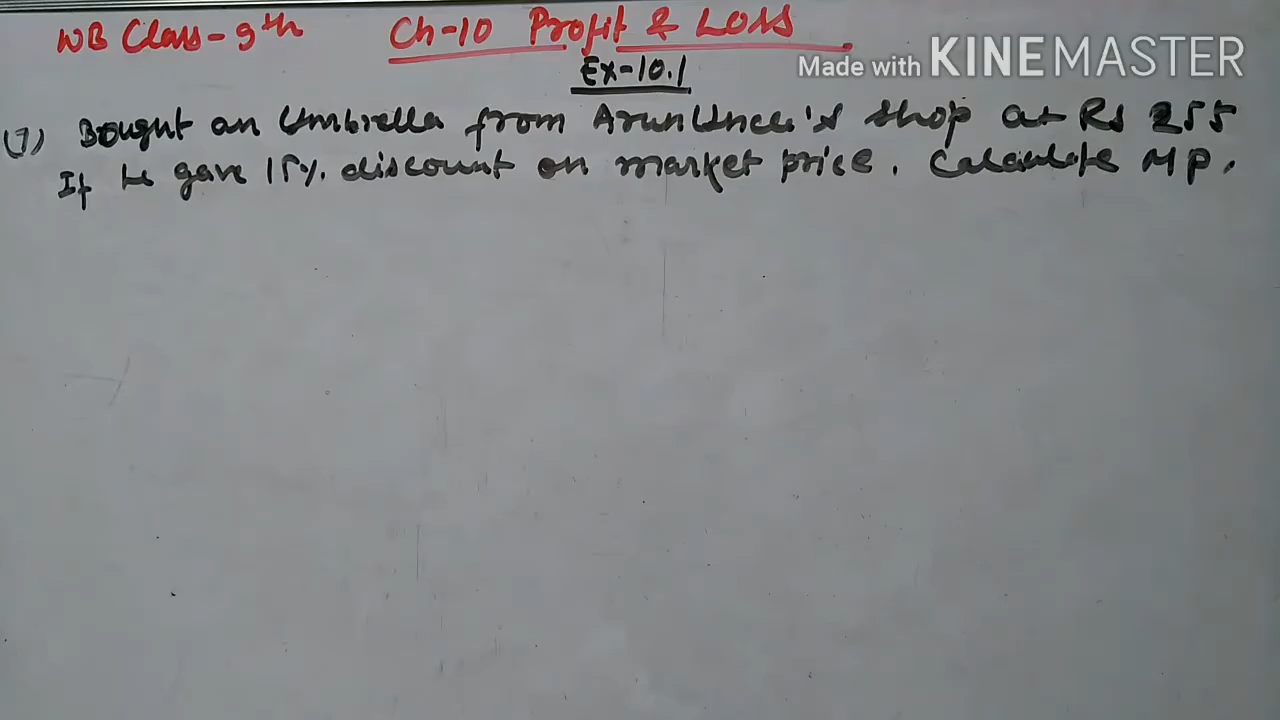 WB Class-9th Ch-10 Profit & Loss
Made with KINEMASTER
Ex-10.1
(7) Bought an Umbrella from Arun Uncle's shop at Rs 255
If He gave 15% discount on market price. Calculate MP.